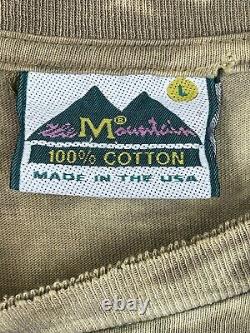 L
the Mountain®
100% COTTON
MADE IN THE USA